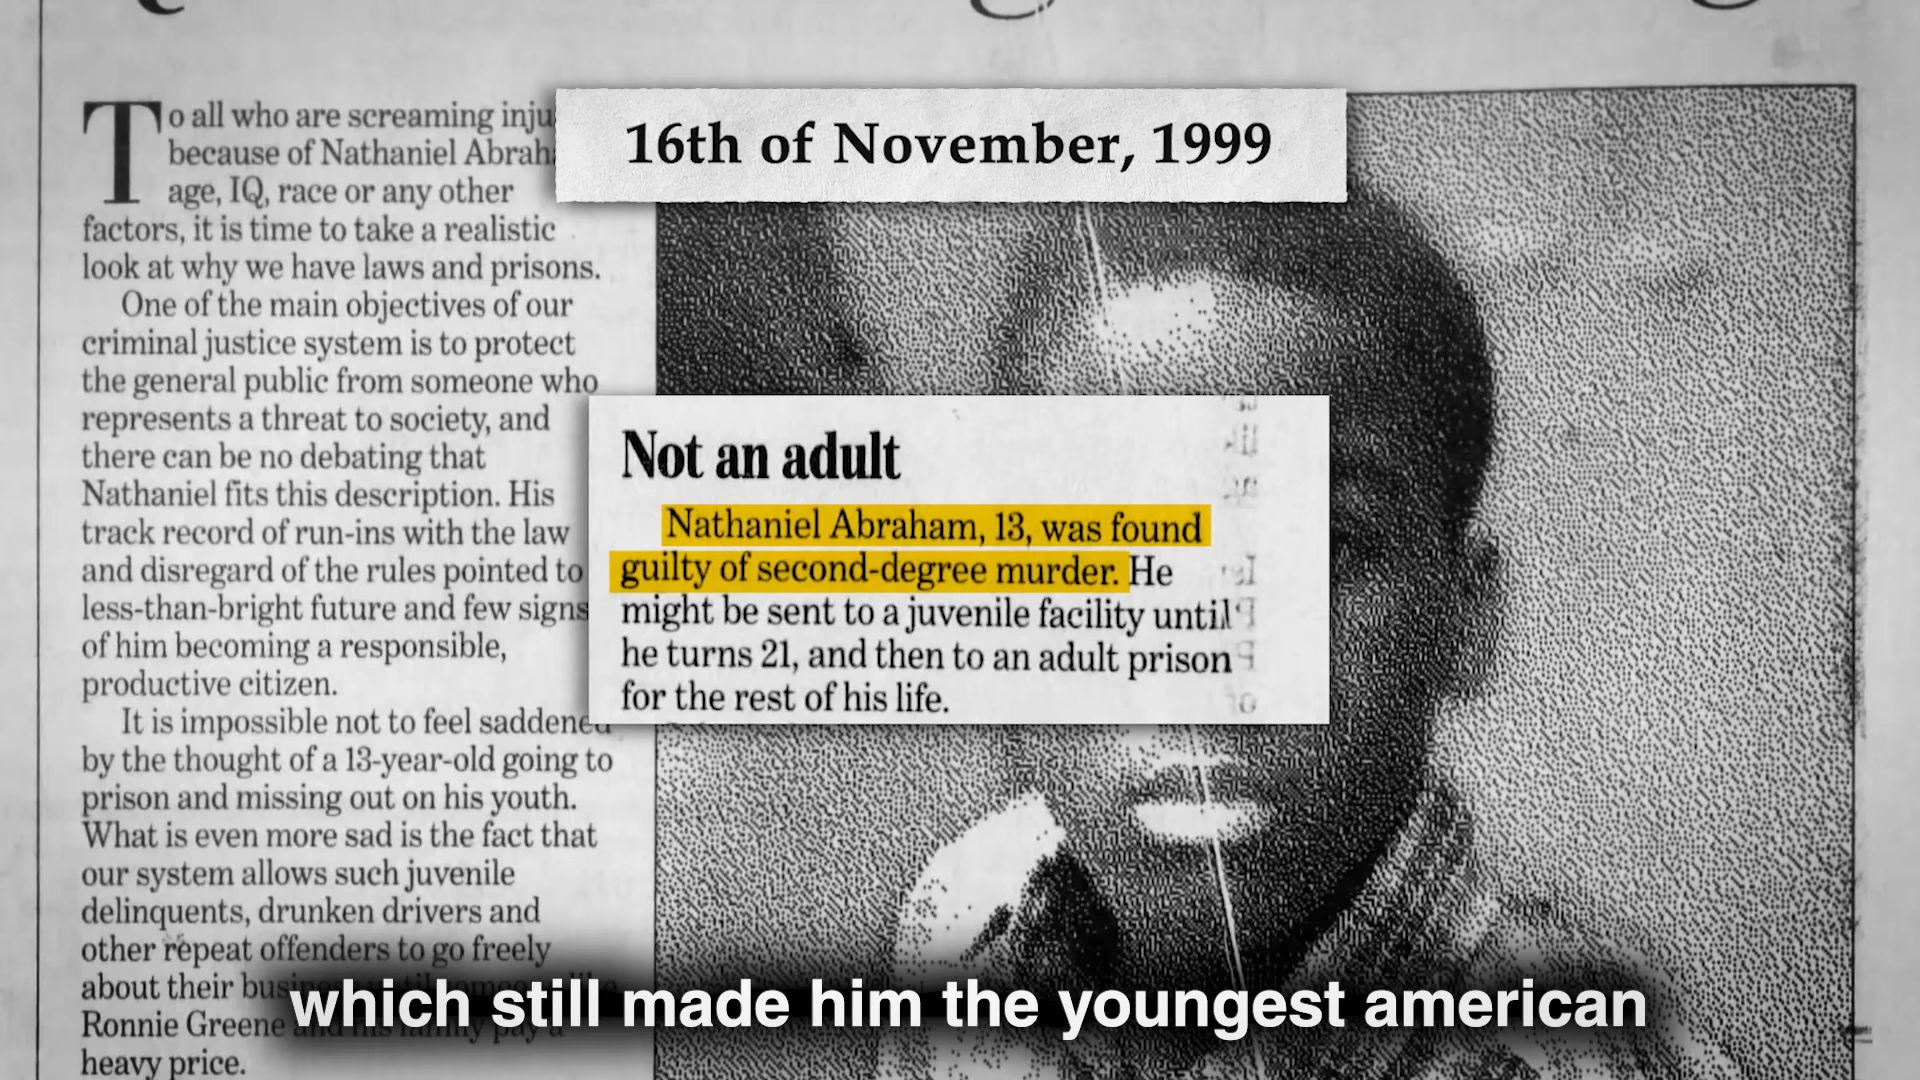 16th of November, 1999
To all who are screaming inju
because of Nathaniel Abrah
age, IQ, race or any other
factors, it is time to take a realistic
look at why we have laws and prisons.
One of the main objectives of our
criminal justice system is to protect
the general public from someone who
represents a threat to society, and
there can be no debating that
Nathaniel fits this description. His
track record of run-ins with the law
and disregard of the rules pointed to
less-than-bright future and few signs
of him becoming a responsible,
productive citizen.
It is impossible not to feel saddened
by the thought of a 13-year-old going to
prison and missing out on his youth.
What is even more sad is the fact that
our system allows such juvenile
delinquents, drunken drivers and
other repeat offenders to go freely
about their
Ronnie Greene and his family pay a
heavy price.
Not an adult
Nathaniel Abraham, 13, was found
guilty of second-degree murder. He
might be sent to a juvenile facility until
he turns 21, and then to an adult prison
for the rest of his life.
which still made him the youngest american